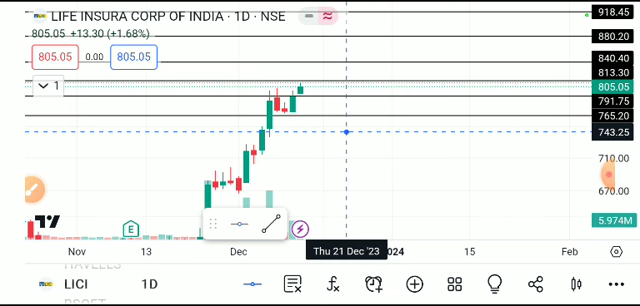 LIFE INSURA CORP OF INDIA · 1D · NSE
805.05 +13.30 (+1.68%)
805.05 0.00 805.05
1
918.45
880.20
840.40
813.30
805.05
791.75
765.20
743.25
710.00
670.00
5.974M
E
Nov 13 Dec Thu 21 Dec '23 2024 15 Feb
LICI 1D